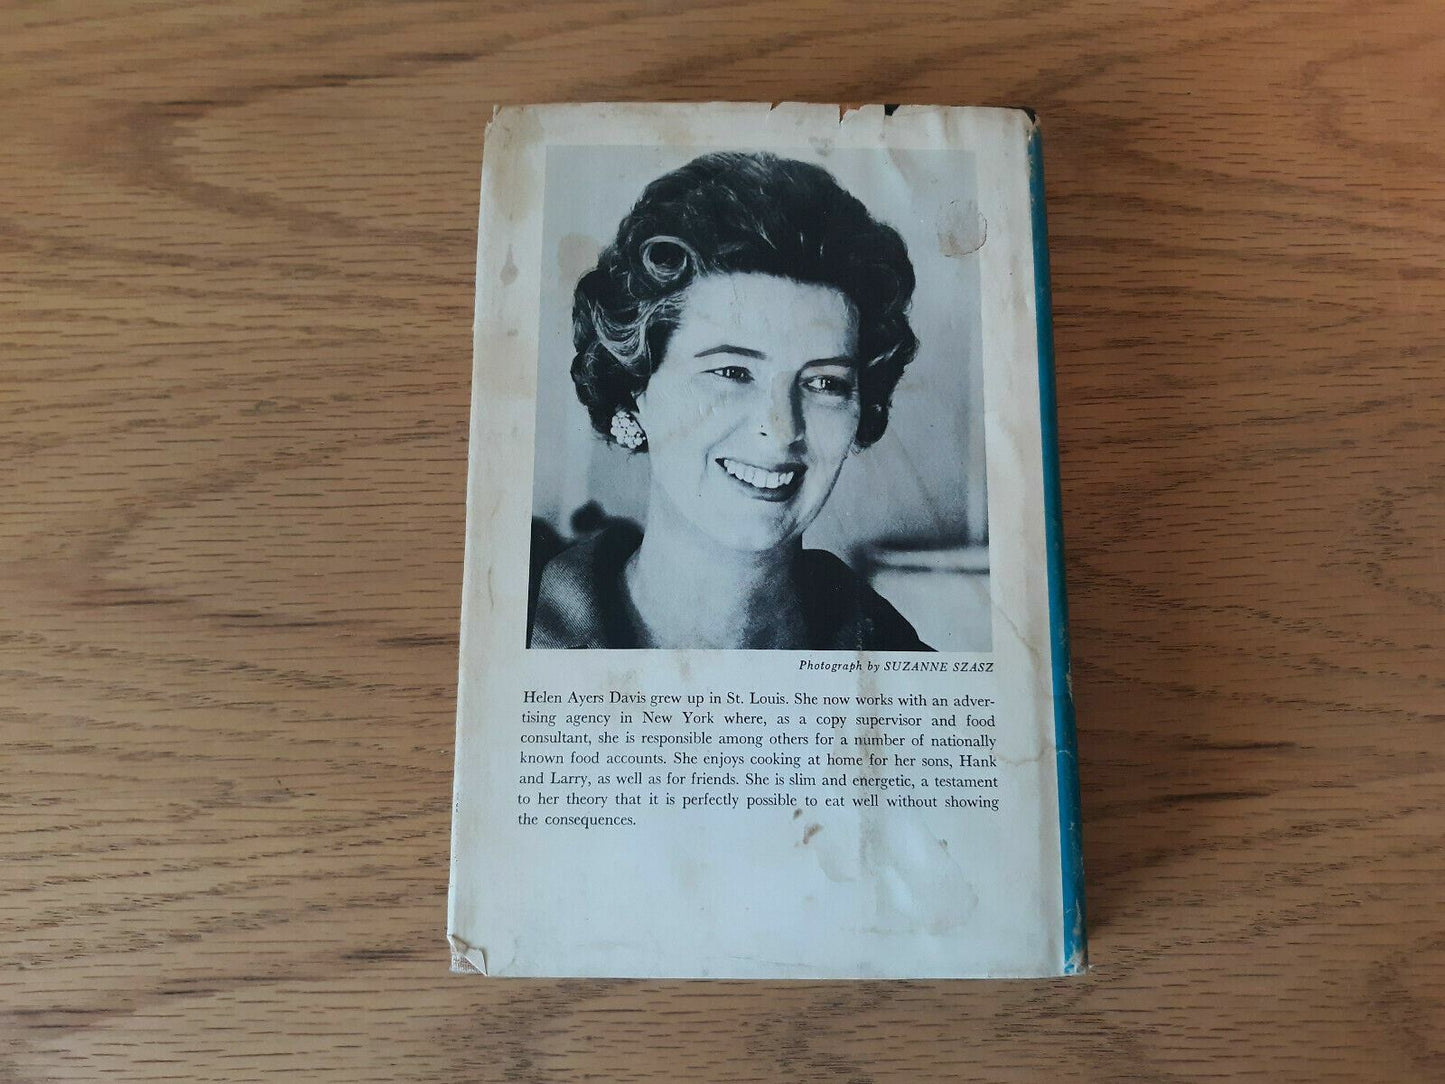 Photograph by SUZANNE SZASZ
Helen Ayers Davis grew up in St. Louis. She now works with an adver-
tising agency in New York where, as a copy supervisor and food
consultant, she is responsible among others for a number of nationally
known food accounts. She enjoys cooking at home for her sons, Hank
and Larry, as well as for friends. She is slim and energetic, a testament
to her theory that it is perfectly possible to eat well without showing
the consequences.